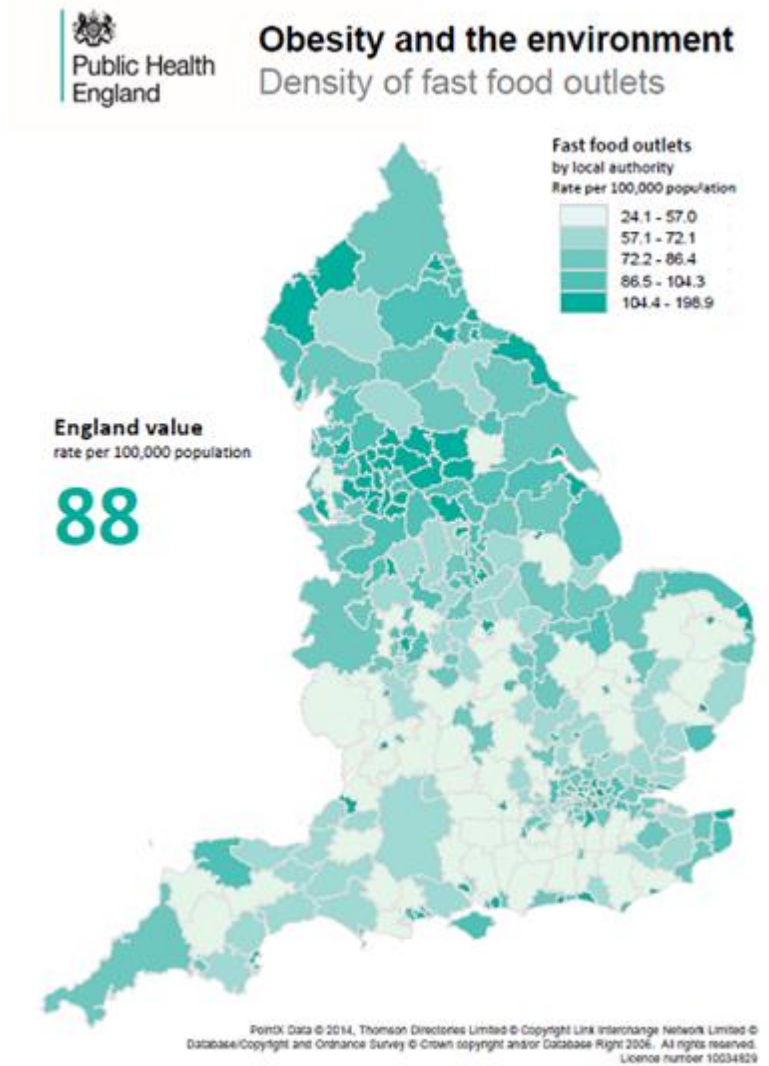 Public Health
England
Obesity and the environment
Density of fast food outlets
Fast food outlets
by local authority
Rate per 100,000 population
24.1 - 57.0
57.1 - 72.1
72.2 - 86.4
86.5 - 104.3
104.4 - 198.9
England value
rate per 100,000 population
88
PointX Data © 2014, Thomson Directories Limited © Copyright Link Interchange Network Limited ©
Database/Copyright and Ordnance Survey © Crown copyright and/or Database Right 2006. All rights reserved.
Licence number 10034829